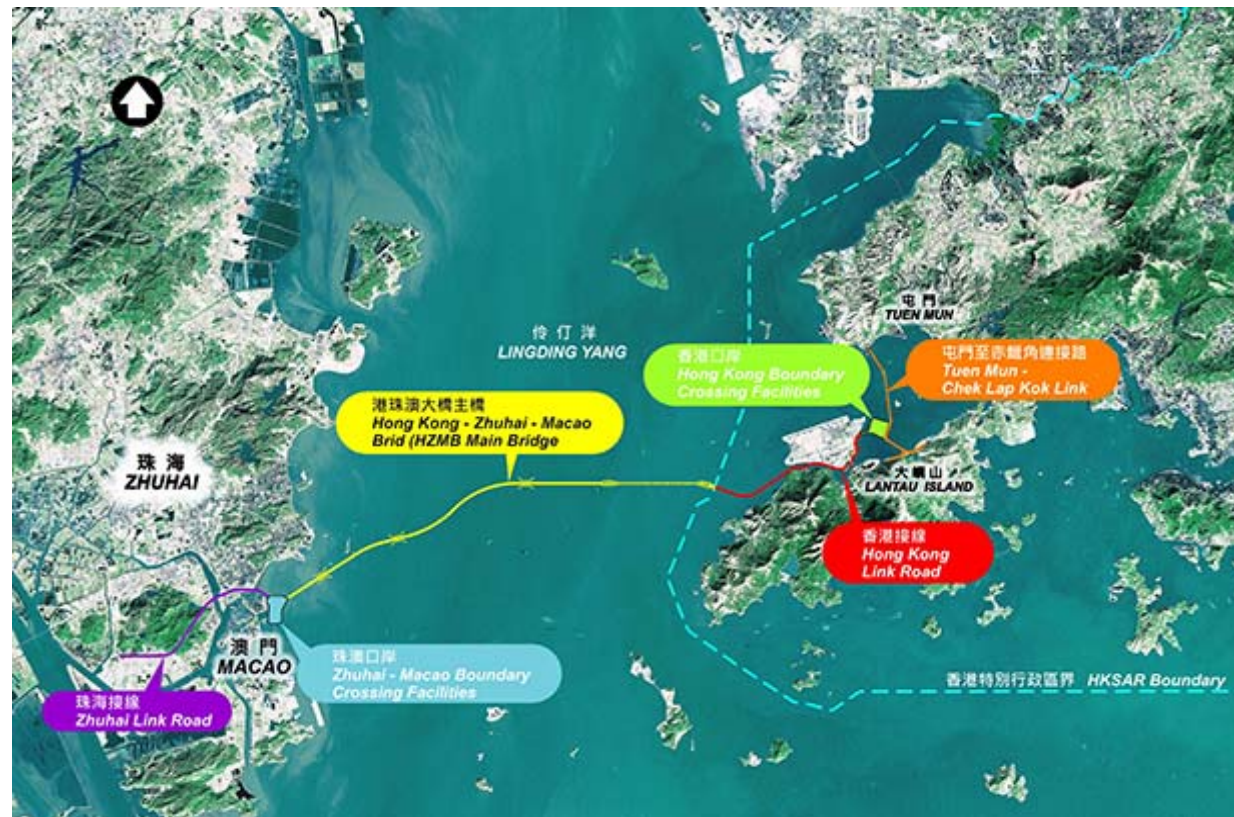 屯門
TUEN MUN
伶仃洋
LINGDING YANG
香港口岸
Hong Kong Boundary
Crossing Facilities
屯門至赤鱲角連接路
Tuen Mun -
Chek Lap Kok Link
港珠澳大橋主橋
Hong Kong - Zhuhai - Macao
Brid (HZMB Main Bridge
珠海
ZHUHAI
大嶼山
LANTAU ISLAND
香港接線
Hong Kong
Link Road
澳門
MACAO
珠澳口岸
Zhuhai - Macao Boundary
Crossing Facilities
香港特別行政區界 HKSAR Boundary
珠海接線
Zhuhai Link Road